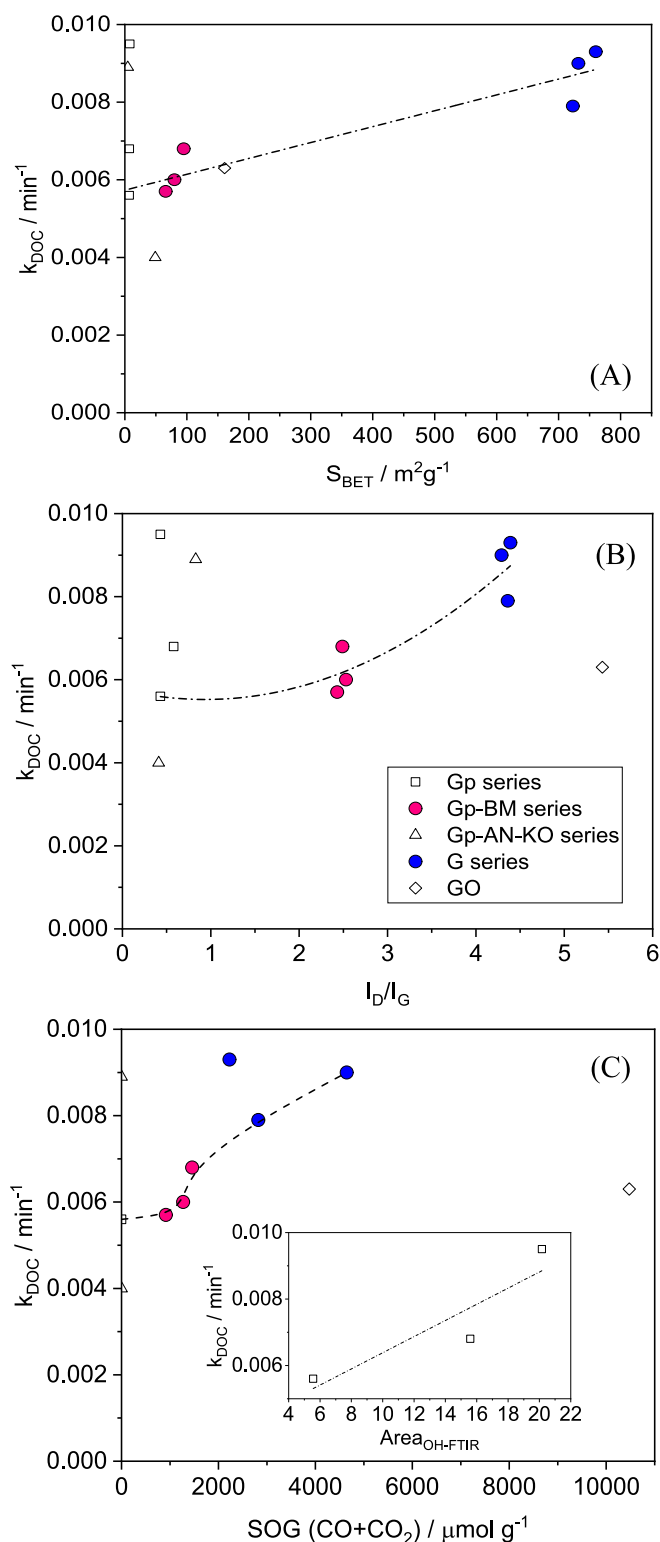 0.010
0.008
0.006
0.004
0.002
0.000
k_DOC / min⁻¹
(A)
0 100 200 300 400 500 600 700 800
S_BET / m²g⁻¹
0.010
0.008
0.006
0.004
0.002
0.000
k_DOC / min⁻¹
(B)
Gp series
Gp-BM series
Gp-AN-KO series
G series
GO
0 1 2 3 4 5 6
I_D/I_G
0.010
0.008
0.006
0.004
0.002
0.000
k_DOC / min⁻¹
(C)
0.010
0.008
0.006
k_DOC / min⁻¹
4 6 8 10 12 14 16 18 20 22
Area_OH-FTIR
0 2000 4000 6000 8000 10000
SOG (CO+CO₂) / μmol g⁻¹